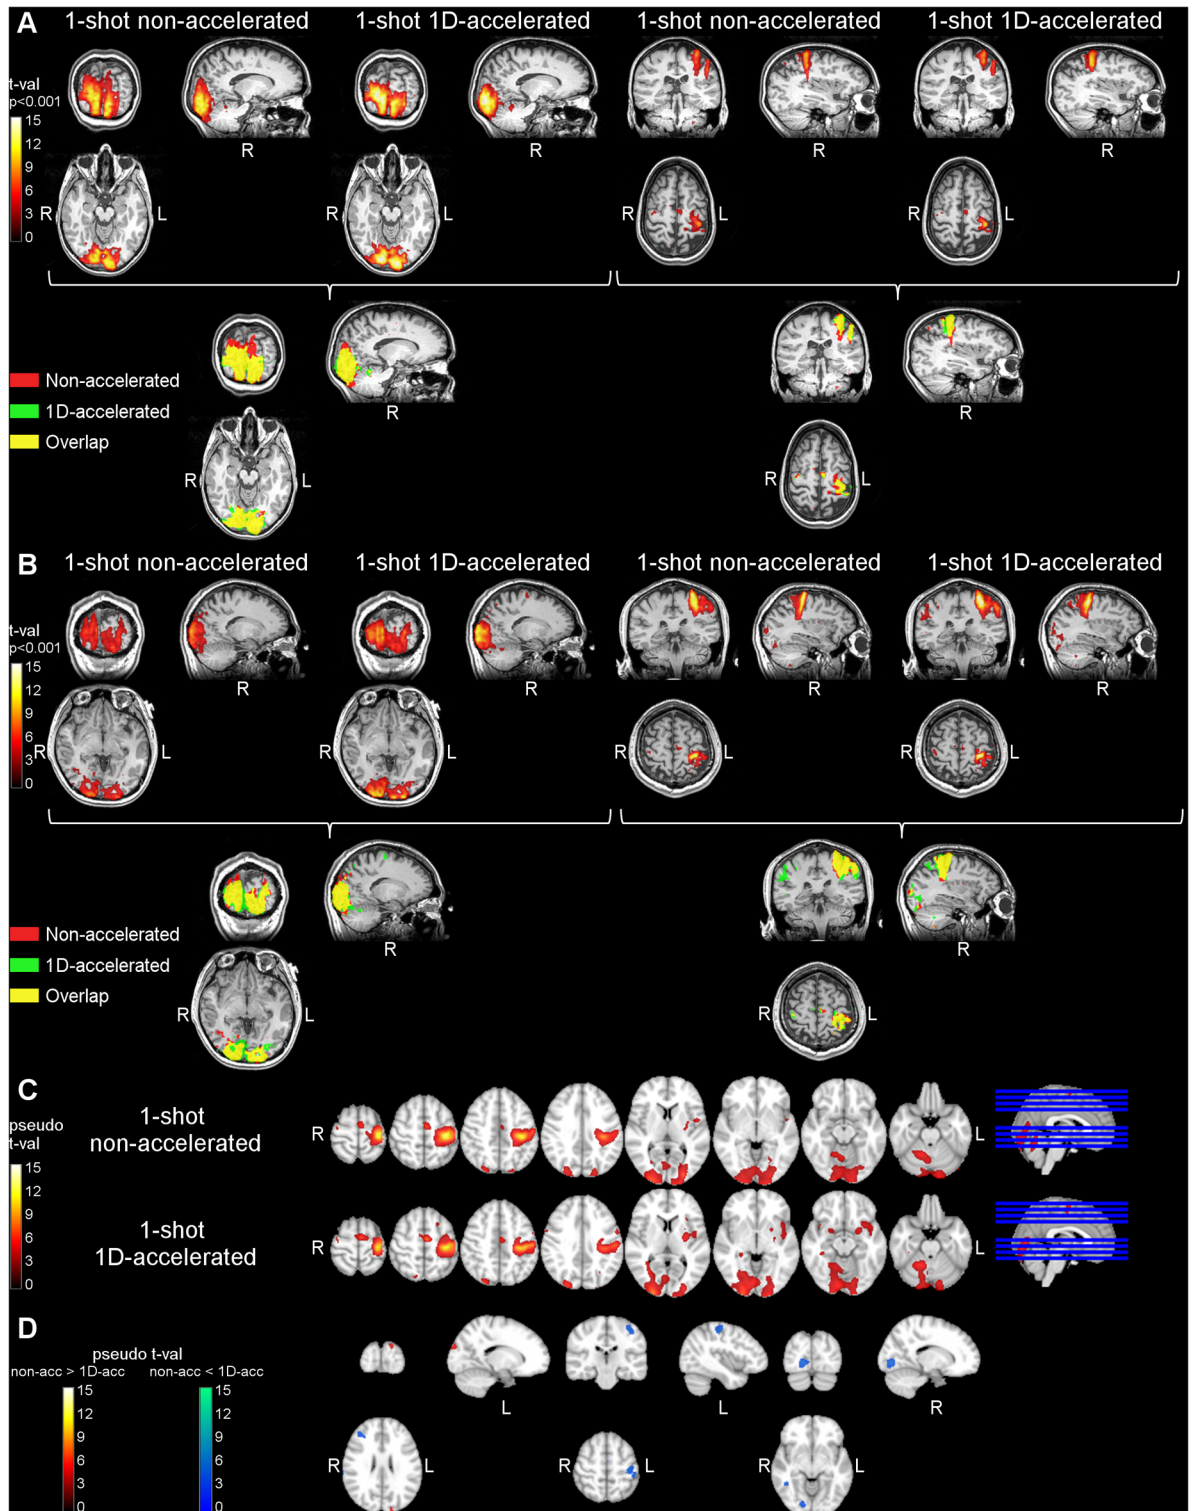 A
1-shot non-accelerated
1-shot 1D-accelerated
1-shot non-accelerated
1-shot 1D-accelerated
t-val
p<0.001
15
12
9
6
3
0
R
R
R
R
R L
R L
R L
R L
Non-accelerated
1D-accelerated
Overlap
R
R
R L
R L
B
1-shot non-accelerated
1-shot 1D-accelerated
1-shot non-accelerated
1-shot 1D-accelerated
t-val
p<0.001
15
12
9
6
3
0
R
R
R
R
R L
R L
R L
R L
Non-accelerated
1D-accelerated
Overlap
R
R
R L
R L
C
pseudo
t-val
15
12
9
6
3
0
1-shot
non-accelerated
R L
1-shot
1D-accelerated
R L
D
pseudo t-val
non-acc > 1D-acc
non-acc < 1D-acc
15
12
9
6
3
0
15
12
9
6
3
0
L
L
R
R L
R L
R L